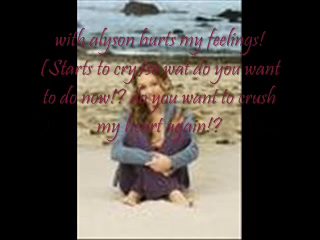 with alyson hurts my feelings!
(Starts to cry) so wat do you want
to do now!? do you want to crush
my heart again!?